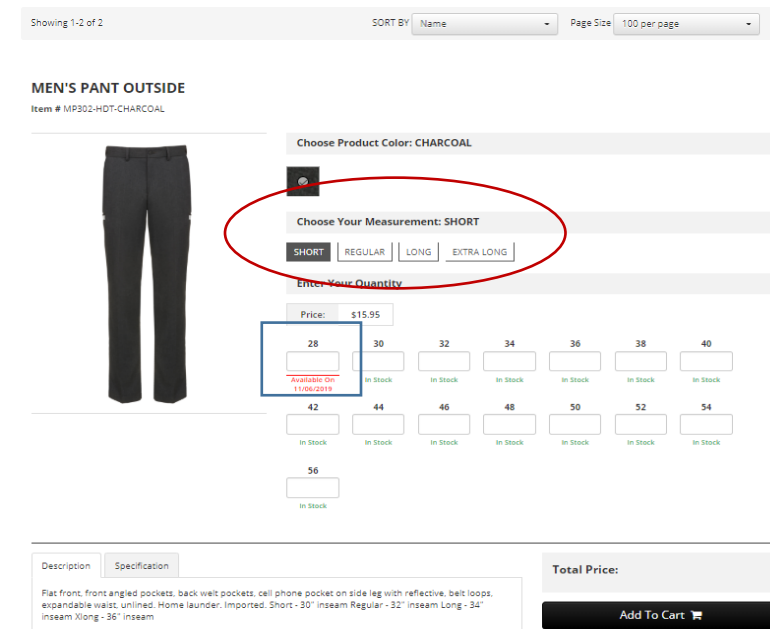 Showing 1-2 of 2 SORT BY Name Page Size 100 per page
MEN'S PANT OUTSIDE
Item # MP302-HDT-CHARCOAL
Choose Product Color: CHARCOAL
Choose Your Measurement: SHORT
SHORT REGULAR LONG EXTRA LONG
Enter Your Quantity
Price: $15.95
28 30 32 34 36 38 40
Available On In Stock In Stock In Stock In Stock In Stock In Stock
11/06/2019
42 44 46 48 50 52 54
In Stock In Stock In Stock In Stock In Stock In Stock In Stock
56
In Stock
Description Specification
Total Price:
Flat front, front angled pockets, back welt pockets, cell phone pocket on side leg with reflective, belt loops,
expandable waist, unlined. Home launder. Imported. Short - 30" inseam Regular - 32" inseam Long - 34"
inseam Xlong - 36" inseam
Add To Cart